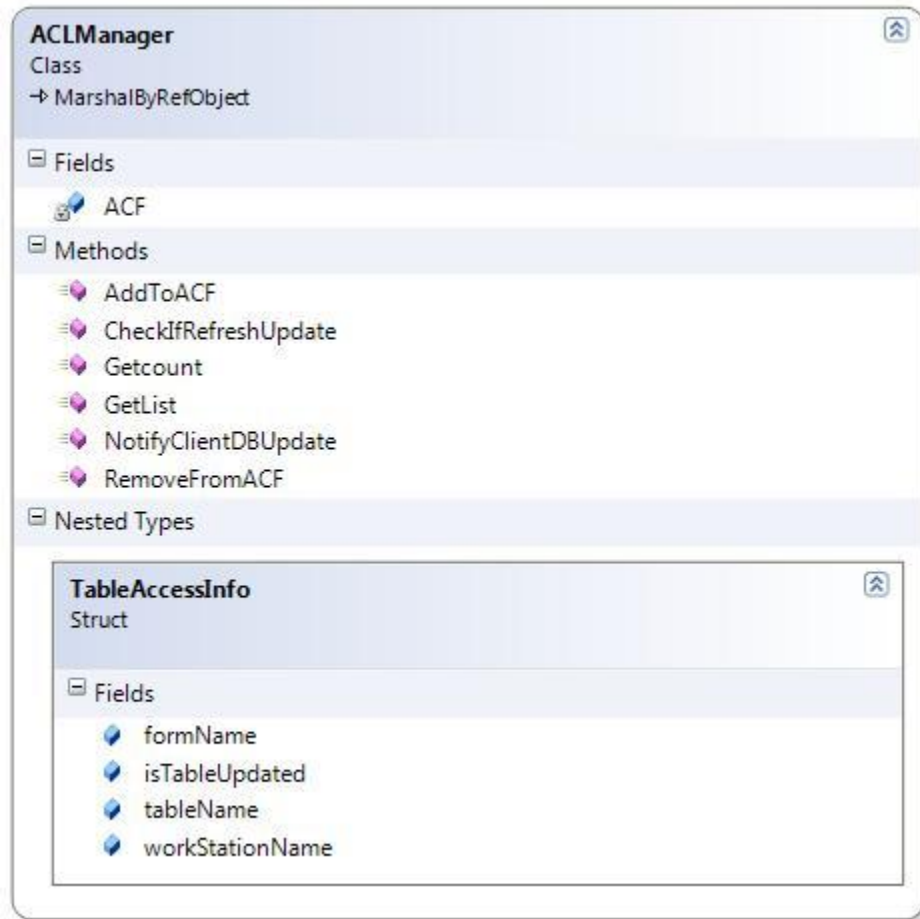 ACLManager
Class
MarshalByRefObject
Fields
ACF
Methods
AddToACF
CheckIfRefreshUpdate
Getcount
GetList
NotifyClientDBUpdate
RemoveFromACF
Nested Types
TableAccessInfo
Struct
Fields
formName
isTableUpdated
tableName
workStationName